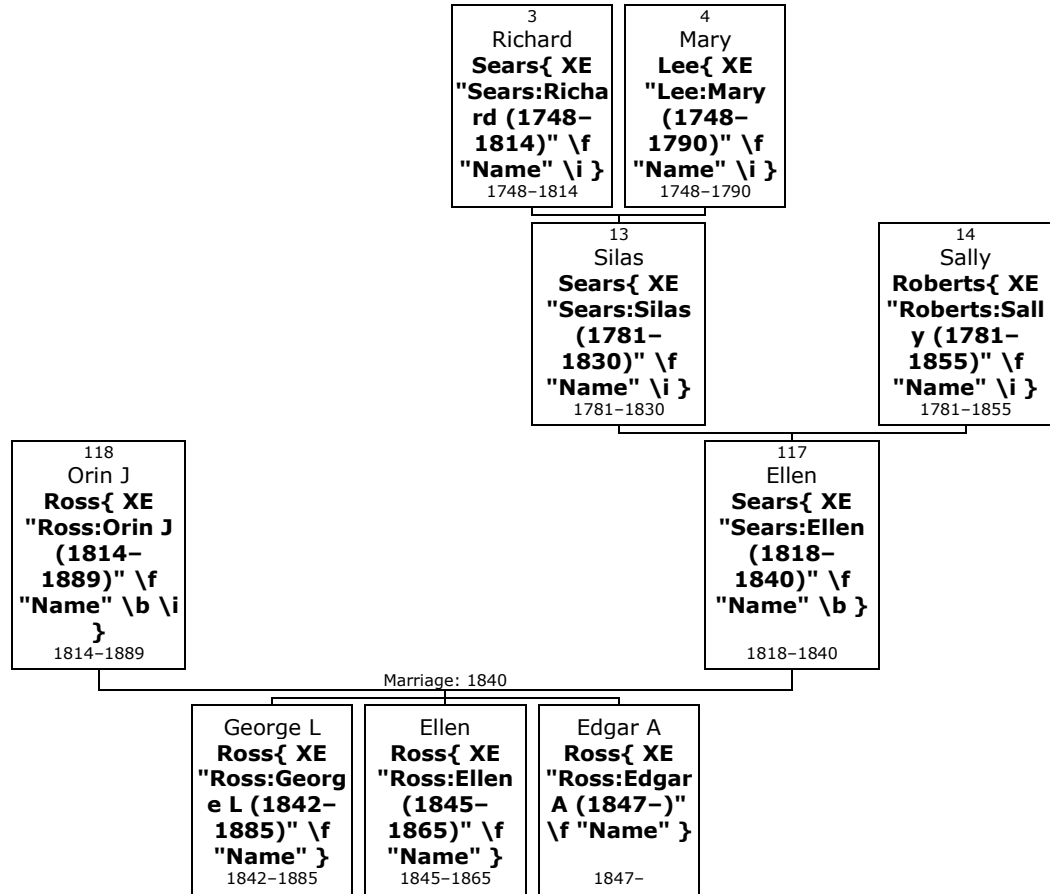 3
Richard
Sears{ XE
"Sears:Richa
rd (1748–
1814)" \f
"Name" \i }
1748–1814
4
Mary
Lee{ XE
"Lee:Mary
(1748–
1790)" \f
"Name" \i }
1748–1790
13
Silas
Sears{ XE
"Sears:Silas
(1781–
1830)" \f
"Name" \i }
1781–1830
14
Sally
Roberts{ XE
"Roberts:Sall
y (1781–
1855)" \f
"Name" \i }
1781–1855
118
Orin J
Ross{ XE
"Ross:Orin J
(1814–
1889)" \f
"Name" \b \i
}
1814–1889
117
Ellen
Sears{ XE
"Sears:Ellen
(1818–
1840)" \f
"Name" \b }
1818–1840
Marriage: 1840
George L
Ross{ XE
"Ross:Georg
e L (1842–
1885)" \f
"Name" }
1842–1885
Ellen
Ross{ XE
"Ross:Ellen
(1845–
1865)" \f
"Name" }
1845–1865
Edgar A
Ross{ XE
"Ross:Edgar
A (1847–)"
\f "Name" }
1847–